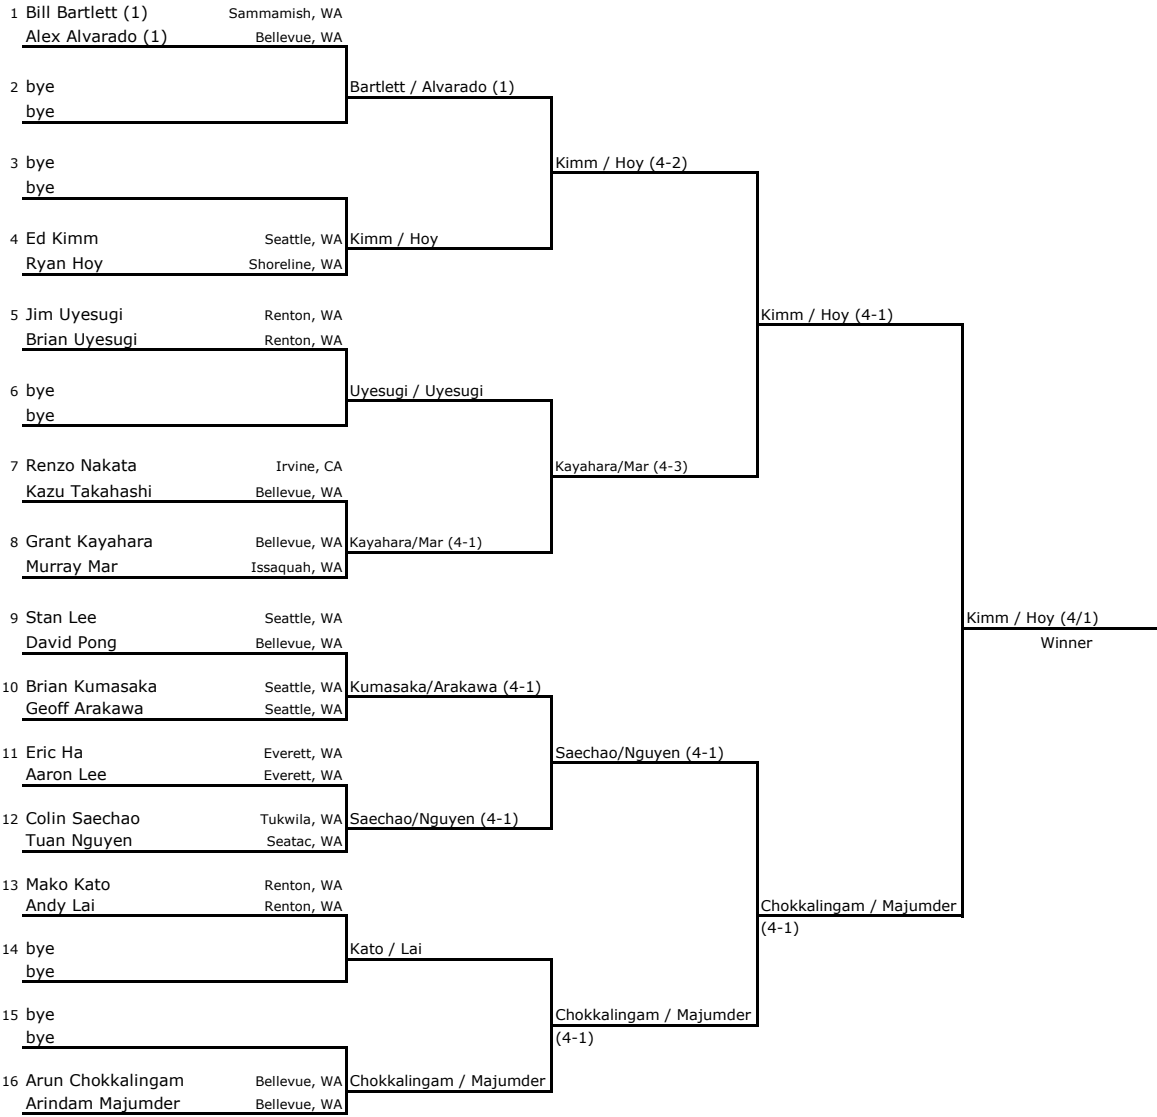 1 Bill Bartlett (1) Sammamish, WA
Alex Alvarado (1) Bellevue, WA
2 bye Bartlett / Alvarado (1)
bye
3 bye Kimm / Hoy (4-2)
bye
4 Ed Kimm Seattle, WA Kimm / Hoy
Ryan Hoy Shoreline, WA
5 Jim Uyesugi Renton, WA Kimm / Hoy (4-1)
Brian Uyesugi Renton, WA
6 bye Uyesugi / Uyesugi
bye
7 Renzo Nakata Irvine, CA Kayahara/Mar (4-3)
Kazu Takahashi Bellevue, WA
8 Grant Kayahara Bellevue, WA Kayahara/Mar (4-1)
Murray Mar Issaquah, WA
9 Stan Lee Seattle, WA Kimm / Hoy (4/1)
David Pong Bellevue, WA Winner
10 Brian Kumasaka Seattle, WA Kumasaka/Arakawa (4-1)
Geoff Arakawa Seattle, WA
11 Eric Ha Everett, WA Saechao/Nguyen (4-1)
Aaron Lee Everett, WA
12 Colin Saechao Tukwila, WA Saechao/Nguyen (4-1)
Tuan Nguyen Seatac, WA
13 Mako Kato Renton, WA
Andy Lai Renton, WA Chokkalingam / Majumder
(4-1)
14 bye Kato / Lai
bye
15 bye Chokkalingam / Majumder
bye (4-1)
16 Arun Chokkalingam Bellevue, WA Chokkalingam / Majumder
Arindam Majumder Bellevue, WA